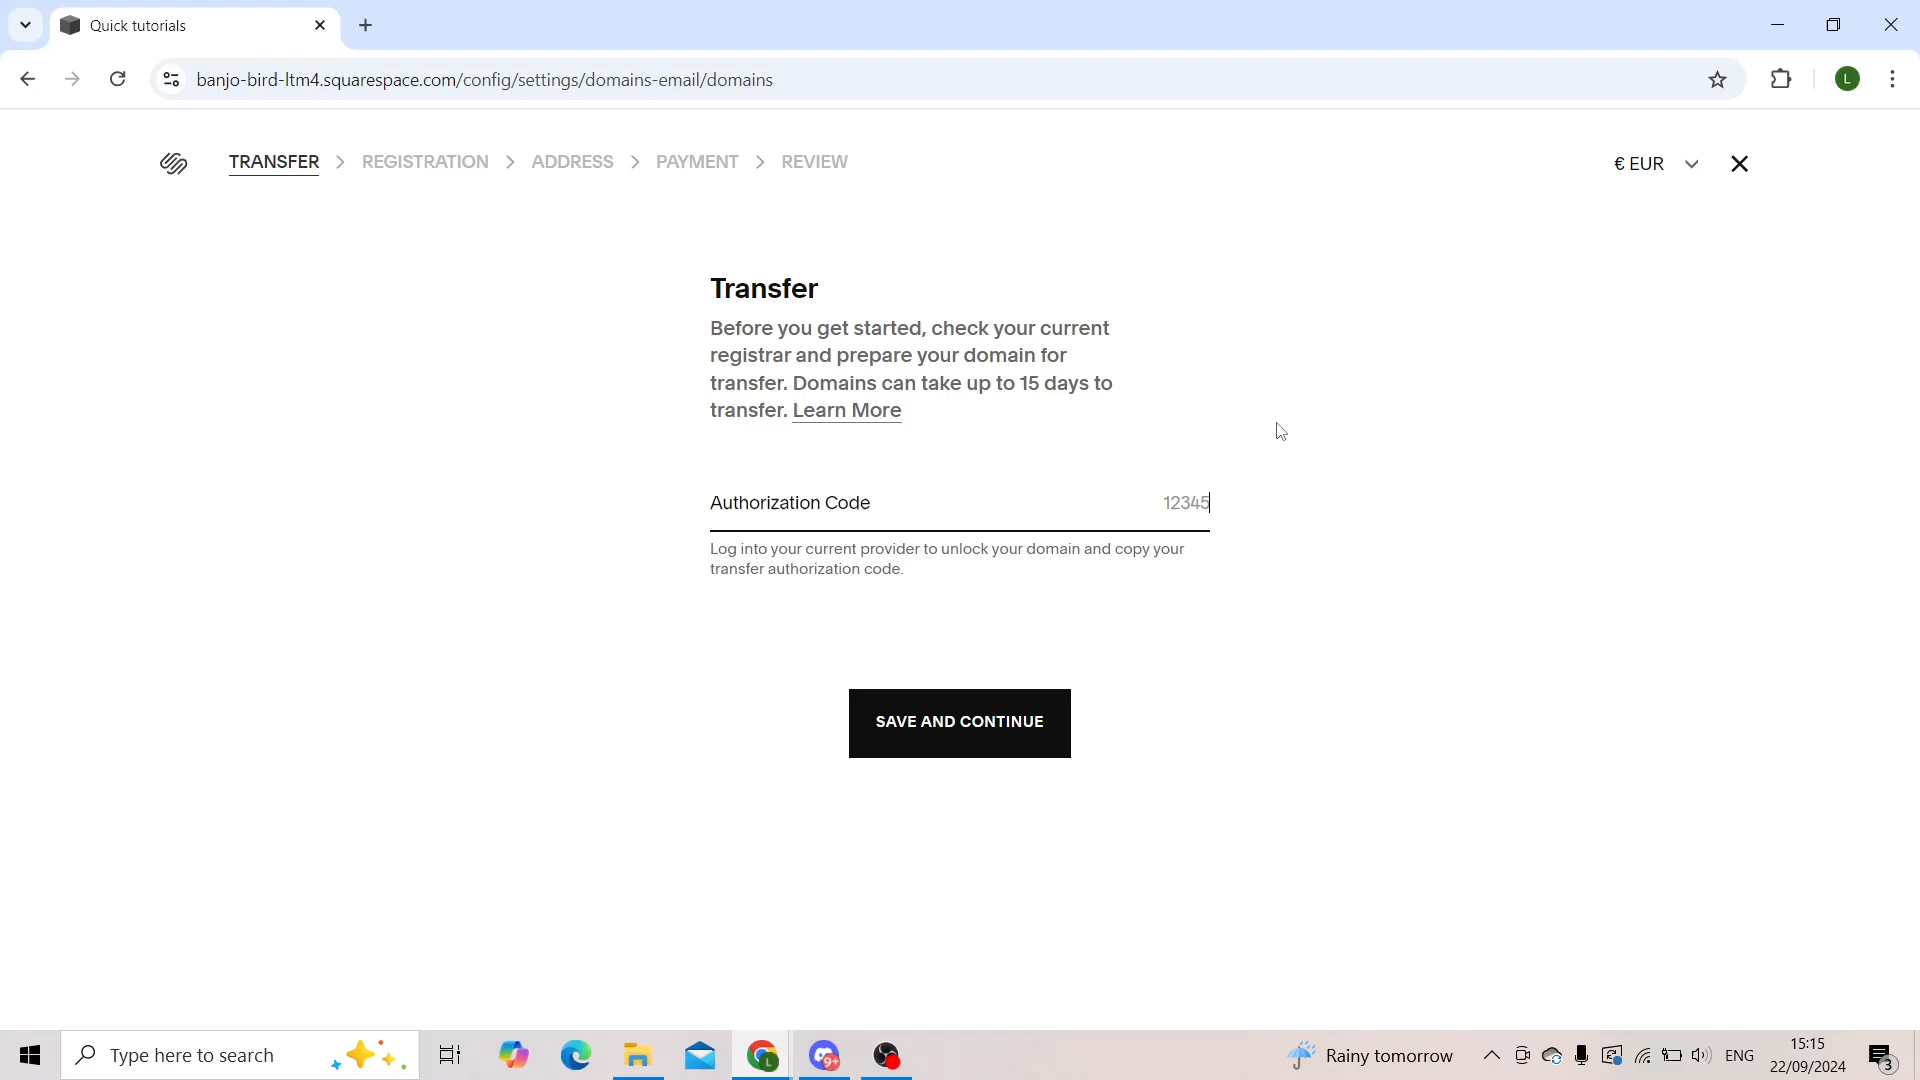 Quick tutorials
banjo-bird-ltm4.squarespace.com/config/settings/domains-email/domains
L
TRANSFER > REGISTRATION > ADDRESS > PAYMENT > REVIEW
€ EUR
Transfer
Before you get started, check your current
registrar and prepare your domain for
transfer. Domains can take up to 15 days to
transfer. Learn More
Authorization Code 12345
Log into your current provider to unlock your domain and copy your
transfer authorization code.
SAVE AND CONTINUE
Type here to search
L
9+
Rainy tomorrow
ENG
15:15
22/09/2024
3